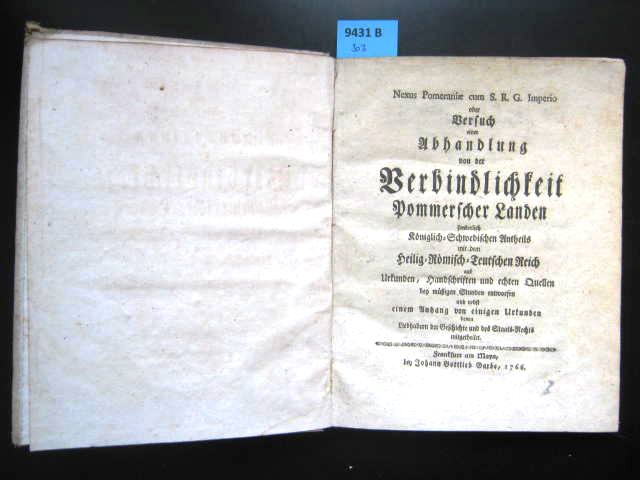 9431 B
303
Nexus Pomeraniæ cum S. R. G. Imperio
oder
Versuch
einer
Abhandlung
von der
Verbindlichkeit
Pommerscher Landen
sonderlich
Königlich-Schwedischen Antheils
mit dem
Heilig-Römisch-Teutschen Reich
aus
Urkunden, Handschriften und echten Quellen
bey müßigen Stunden entworfen
und nebst
einem Anhang von einigen Urkunden
denen
Liebhabern der Geschichte und des Staats-Rechts
mitgetheilet.
Franckfurt am Mayn,
bey Johann Gottlieb Garbe, 1766.